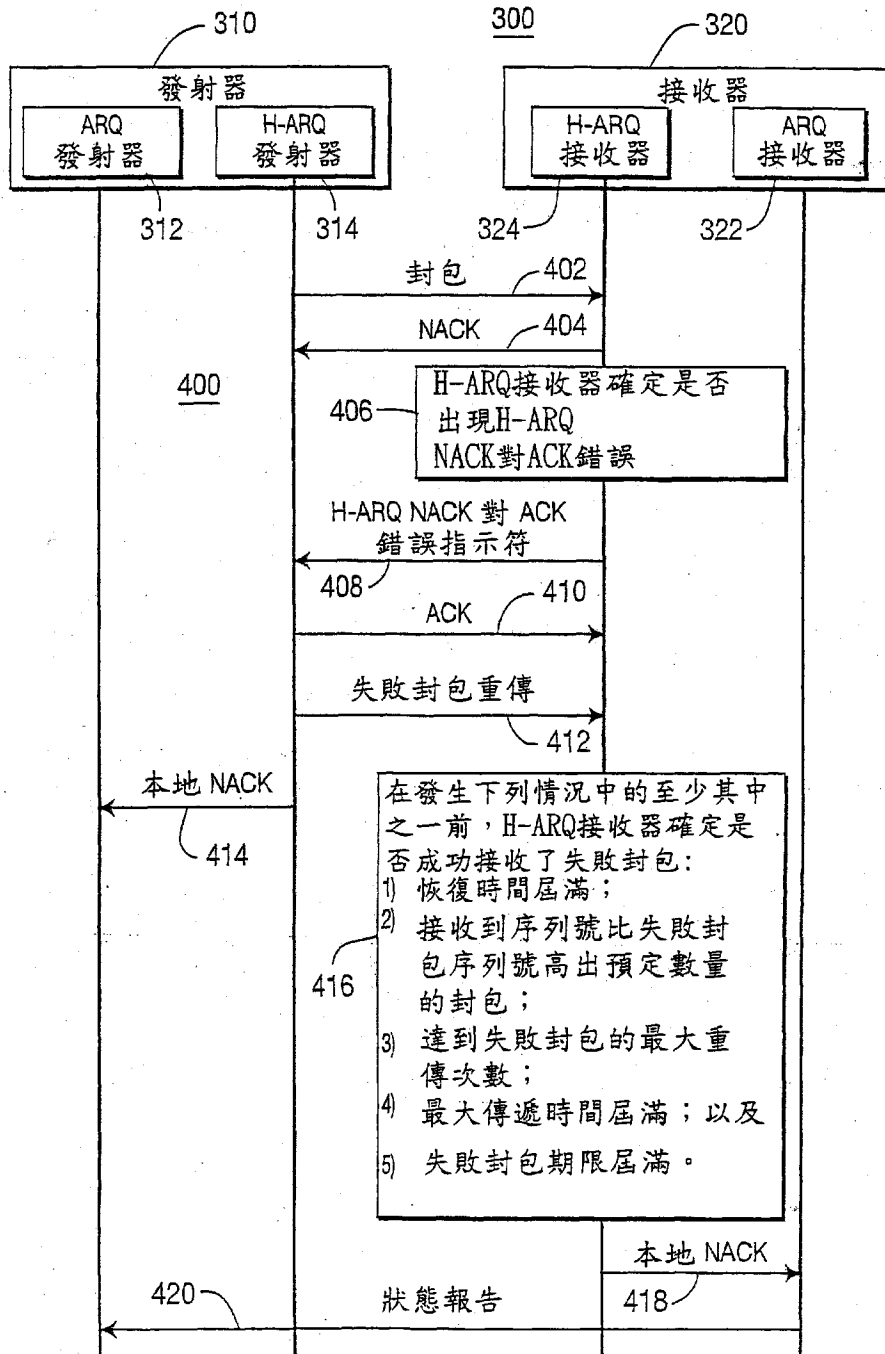 310
300
320
發射器
接收器
ARQ
發射器
H-ARQ
發射器
H-ARQ
接收器
ARQ
接收器
312
314
324
322
封包
402
NACK
404
400
406
H-ARQ接收器確定是否
出現H-ARQ
NACK對ACK錯誤
H-ARQ NACK 對 ACK
錯誤指示符
408
410
ACK
失敗封包重傳
412
本地 NACK
414
在發生下列情況中的至少其中
之一前，H-ARQ接收器確定是
否成功接收了失敗封包:
1) 恢復時間屆滿；
2) 接收到序列號比失敗封
包序列號高出預定數量
的封包；
416
3) 達到失敗封包的最大重
傳次數；
4) 最大傳遞時間屆滿；以及
5) 失敗封包期限屆滿。
本地 NACK
418
420
狀態報告